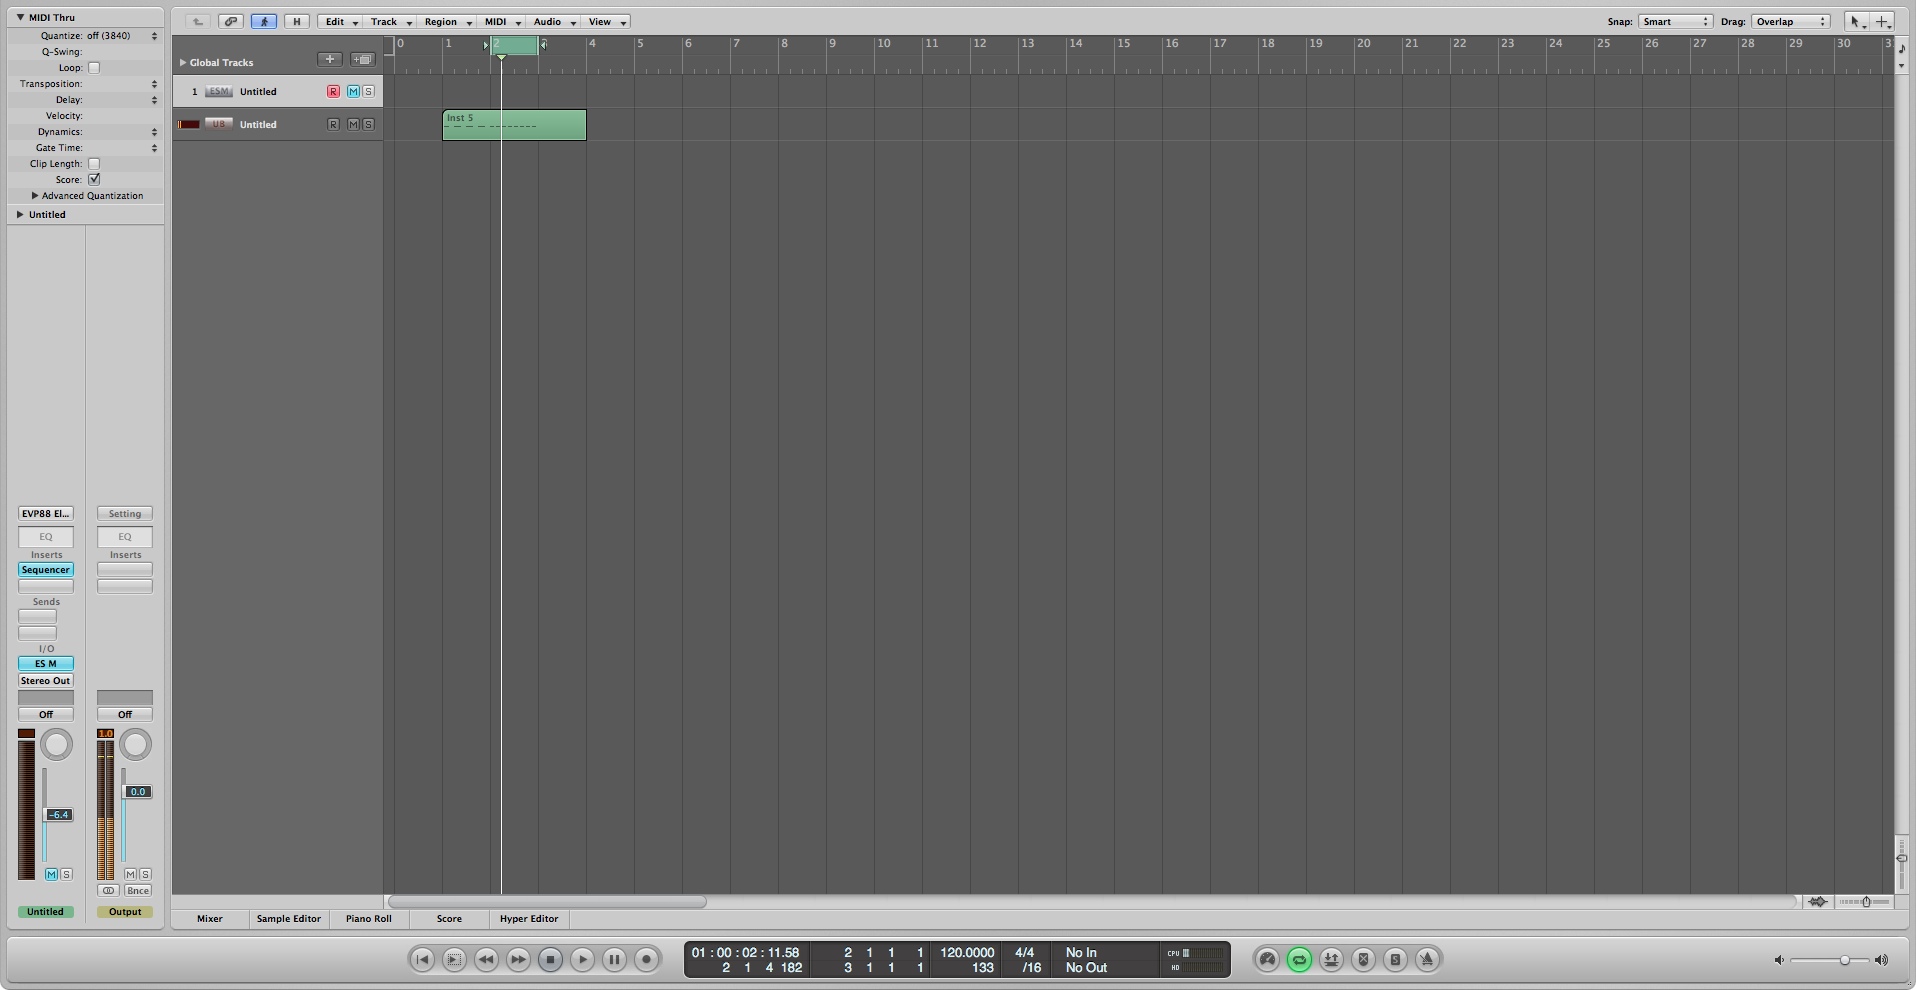 MIDI Thru
Quantize: off (3840)
Q-Swing:
Loop:
Transposition:
Delay:
Velocity:
Dynamics:
Gate Time:
Clip Length:
Score:
Advanced Quantization
Untitled
H Edit Track Region MIDI Audio View
Snap: Smart Drag: Overlap
0 1 2 3 4 5 6 7 8 9 10 11 12 13 14 15 16 17 18 19 20 21 22 23 24 25 26 27 28 29 30
Global Tracks
1 ESM Untitled R M S
UB Untitled R M S
Inst 5
EVP88 El... Setting
EQ EQ
Inserts Inserts
Sequencer
Sends
I/O
ES M
Stereo Out
Off Off
1.0
0.0
-6.4
M S M S
Bnce
Untitled Output
Mixer Sample Editor Piano Roll Score Hyper Editor
01 : 00 : 02 : 11.58 2 1 1 1 120.0000 4/4 No In CPU
2 1 4 182 3 1 1 1 133 /16 No Out HD
S